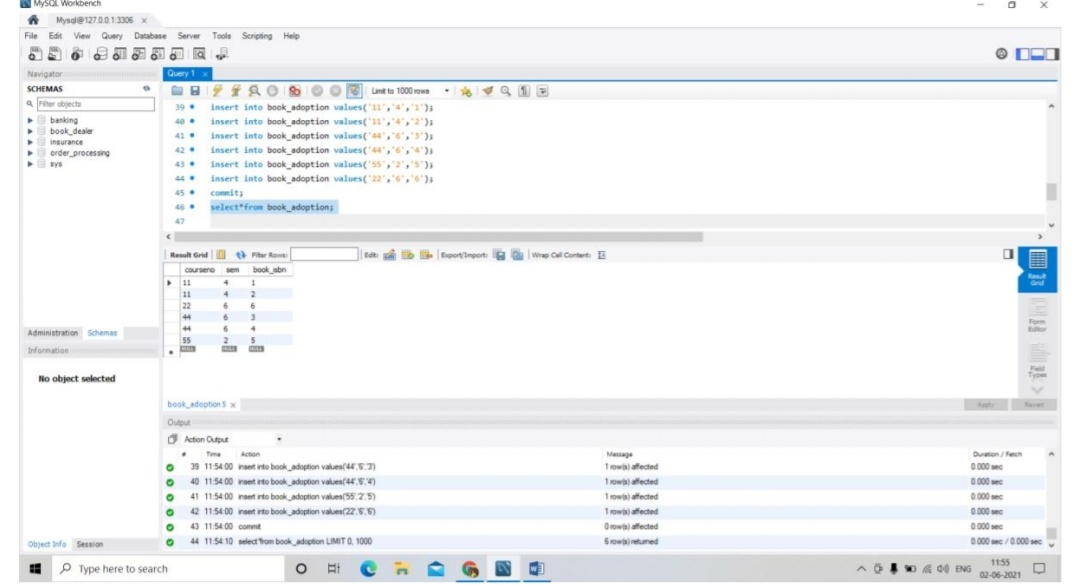 MySQL Workbench
Mysql@127.0.0.1:3306 ×
File Edit View Query Database Server Tools Scripting Help
Navigator
SCHEMAS
Filter objects
banking
book_dealer
insurance
order_processing
sys
Administration Schemas
Information
No object selected
Object Info Session
Query 1 ×
Limit to 1000 rows
39 insert into book_adoption values('11','4','1');
40 insert into book_adoption values('11','4','2');
41 insert into book_adoption values('44','6','3');
42 insert into book_adoption values('44','6','4');
43 insert into book_adoption values('55','2','5');
44 insert into book_adoption values('22','6','6');
45 commit;
46 select*from book_adoption;
47
Result Grid Filter Rows: Edit: Export/Import: Wrap Cell Content:
courseno sem book_isbn
11 4 1
11 4 2
22 6 6
44 6 3
44 6 4
55 2 5
NULL NULL NULL
Result Grid
Form Editor
Field Types
book_adoption 5 ×
Apply Revert
Output
Action Output
# Time Action Message Duration / Fetch
39 11:54:00 insert into book_adoption values('44','6','3') 1 row(s) affected 0.000 sec
40 11:54:00 insert into book_adoption values('44','6','4') 1 row(s) affected 0.000 sec
41 11:54:00 insert into book_adoption values('55','2','5') 1 row(s) affected 0.000 sec
42 11:54:00 insert into book_adoption values('22','6','6') 1 row(s) affected 0.000 sec
43 11:54:00 commit 0 row(s) affected 0.000 sec
44 11:54:10 select*from book_adoption LIMIT 0, 1000 6 row(s) returned 0.000 sec / 0.000 sec
Type here to search
ENG
11:55
02-06-2021